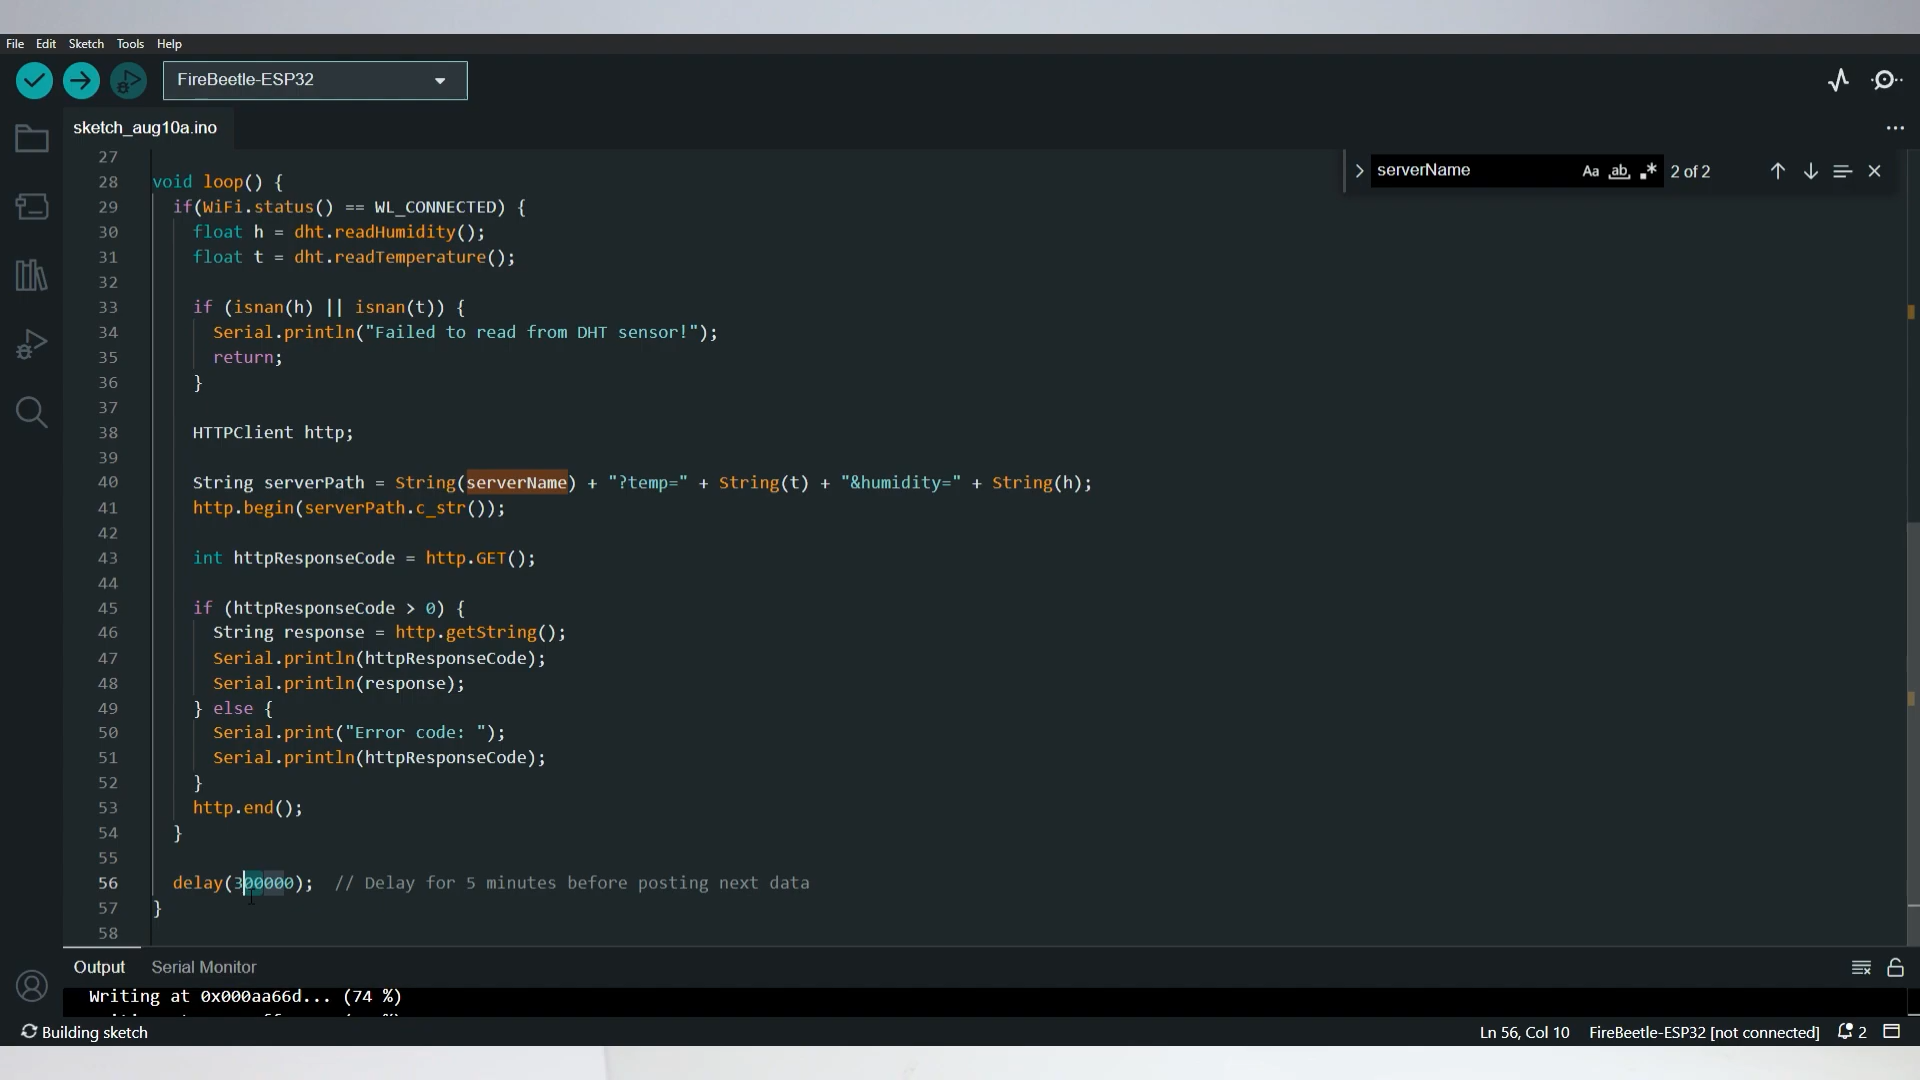 File Edit Sketch Tools Help
FireBeetle-ESP32
sketch_aug10a.ino
serverName Aa ab .* 2 of 2
27
28 void loop() {
29 if(WiFi.status() == WL_CONNECTED) {
30 float h = dht.readHumidity();
31 float t = dht.readTemperature();
32
33 if (isnan(h) || isnan(t)) {
34 Serial.println("Failed to read from DHT sensor!");
35 return;
36 }
37
38 HTTPClient http;
39
40 String serverPath = String(serverName) + "?temp=" + String(t) + "&humidity=" + String(h);
41 http.begin(serverPath.c_str());
42
43 int httpResponseCode = http.GET();
44
45 if (httpResponseCode > 0) {
46 String response = http.getString();
47 Serial.println(httpResponseCode);
48 Serial.println(response);
49 } else {
50 Serial.print("Error code: ");
51 Serial.println(httpResponseCode);
52 }
53 http.end();
54 }
55
56 delay(300000); // Delay for 5 minutes before posting next data
57 }
58
Output Serial Monitor
Writing at 0x000aa66d... (74 %)
Building sketch Ln 56, Col 10 FireBeetle-ESP32 [not connected] 2